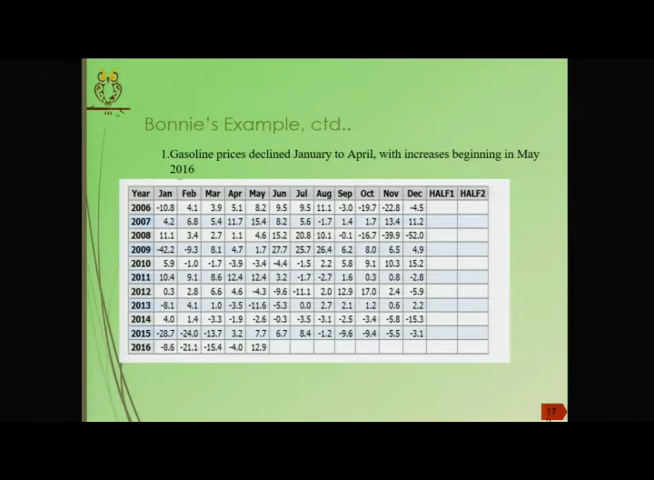 Bonnie's Example, ctd..
1.Gasoline prices declined January to April, with increases beginning in May
2016
Year Jan Feb Mar Apr May Jun Jul Aug Sep Oct Nov Dec HALF1 HALF2
2006 -10.8 4.1 3.9 5.1 8.2 9.5 9.5 11.1 -3.0 -19.7 -22.8 -4.5
2007 4.2 6.8 5.4 11.7 15.4 8.2 5.6 -1.7 1.4 1.7 13.4 11.2
2008 11.1 3.4 2.7 1.1 4.6 15.2 20.8 10.1 -0.1 -16.7 -39.9 -52.0
2009 -42.2 -9.3 8.1 4.7 1.7 27.7 25.7 26.4 6.2 8.0 6.5 4.9
2010 5.9 -1.0 -1.7 -3.9 -3.4 -4.4 -1.5 2.2 5.8 9.1 10.3 15.2
2011 10.4 9.1 8.6 12.4 12.4 3.2 -1.7 -2.7 1.6 0.3 0.8 -2.8
2012 0.3 2.8 6.6 4.6 -4.3 -9.6 -11.1 2.0 12.9 17.0 2.4 -5.9
2013 -8.1 4.1 1.0 -3.5 -11.6 -5.3 0.0 2.7 2.1 1.2 0.6 2.2
2014 4.0 1.4 -3.3 -1.9 -2.6 -0.3 -3.5 -3.1 -2.5 -3.4 -5.8 -15.3
2015 -28.7 -24.0 -13.7 3.2 7.7 6.7 8.4 -1.2 -9.6 -9.4 -5.5 -3.1
2016 -8.6 -21.1 -15.4 -4.0 12.9
17